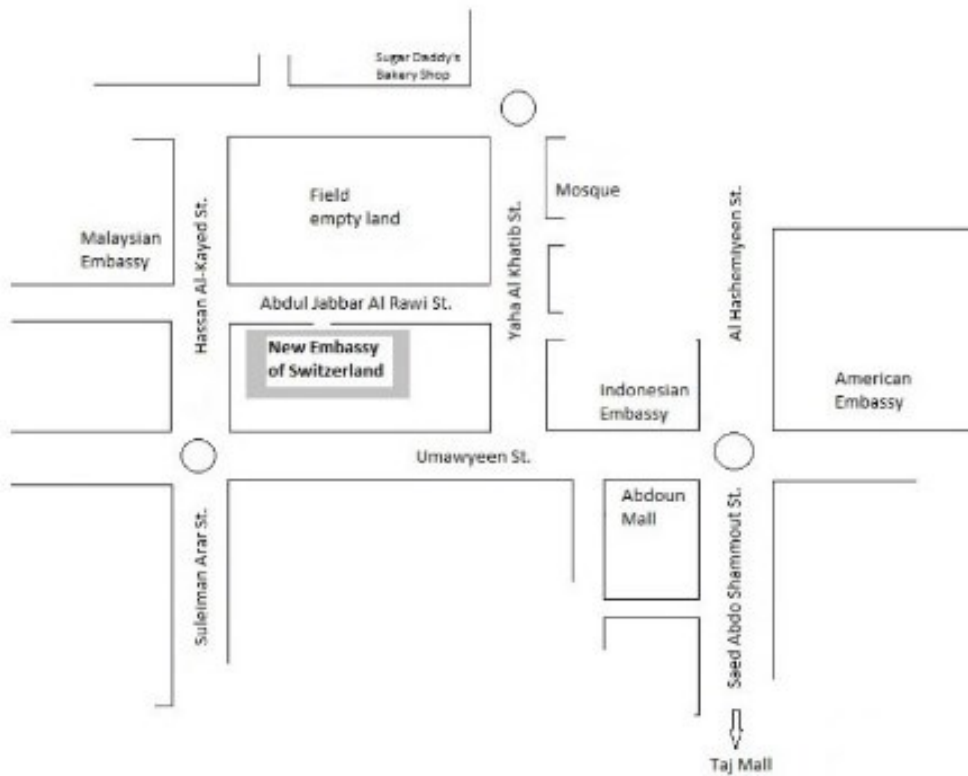 Sugar Daddy's
Bakery Shop
Field
empty land
Mosque
Malaysian
Embassy
Hassan Al-Kayed St.
Yaha Al Khatib St.
Al Hashemiyeen St.
Abdul Jabbar Al Rawi St.
New Embassy
of Switzerland
Indonesian
Embassy
American
Embassy
Umawyeen St.
Abdoun
Mall
Suleiman Arar St.
Saed Abdo Shammout St.
Taj Mall